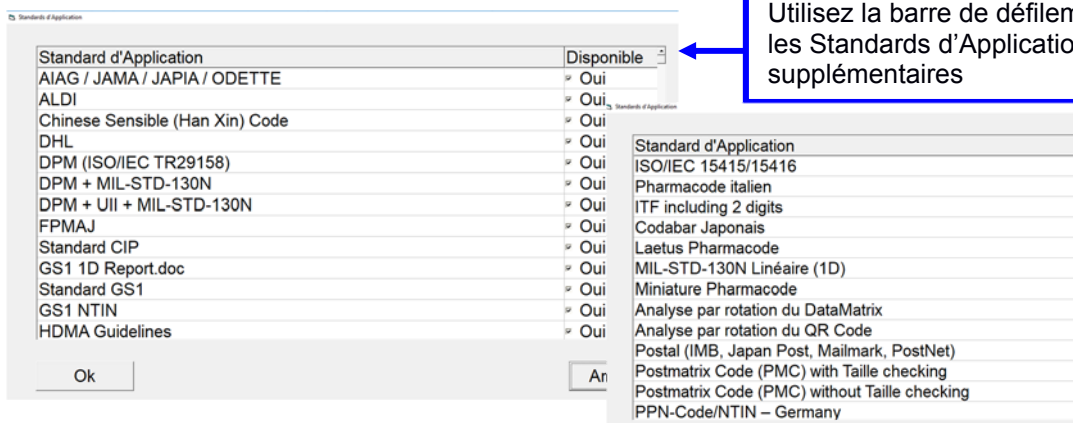 Utilisez la barre de défilem
les Standards d'Applicatio
supplémentaires
Standards d'Application
Standard d'Application Disponible
AIAG / JAMA / JAPIA / ODETTE Oui
ALDI Oui
Chinese Sensible (Han Xin) Code Oui
DHL Oui
DPM (ISO/IEC TR29158) Oui
DPM + MIL-STD-130N Oui
DPM + UII + MIL-STD-130N Oui
FPMAJ Oui
Standard CIP Oui
GS1 1D Report.doc Oui
Standard GS1 Oui
GS1 NTIN Oui
HDMA Guidelines Oui
Ok An
Standards d'Application
Standard d'Application
ISO/IEC 15415/15416
Pharmacode italien
ITF including 2 digits
Codabar Japonais
Laetus Pharmacode
MIL-STD-130N Linéaire (1D)
Miniature Pharmacode
Analyse par rotation du DataMatrix
Analyse par rotation du QR Code
Postal (IMB, Japan Post, Mailmark, PostNet)
Postmatrix Code (PMC) with Taille checking
Postmatrix Code (PMC) without Taille checking
PPN-Code/NTIN – Germany